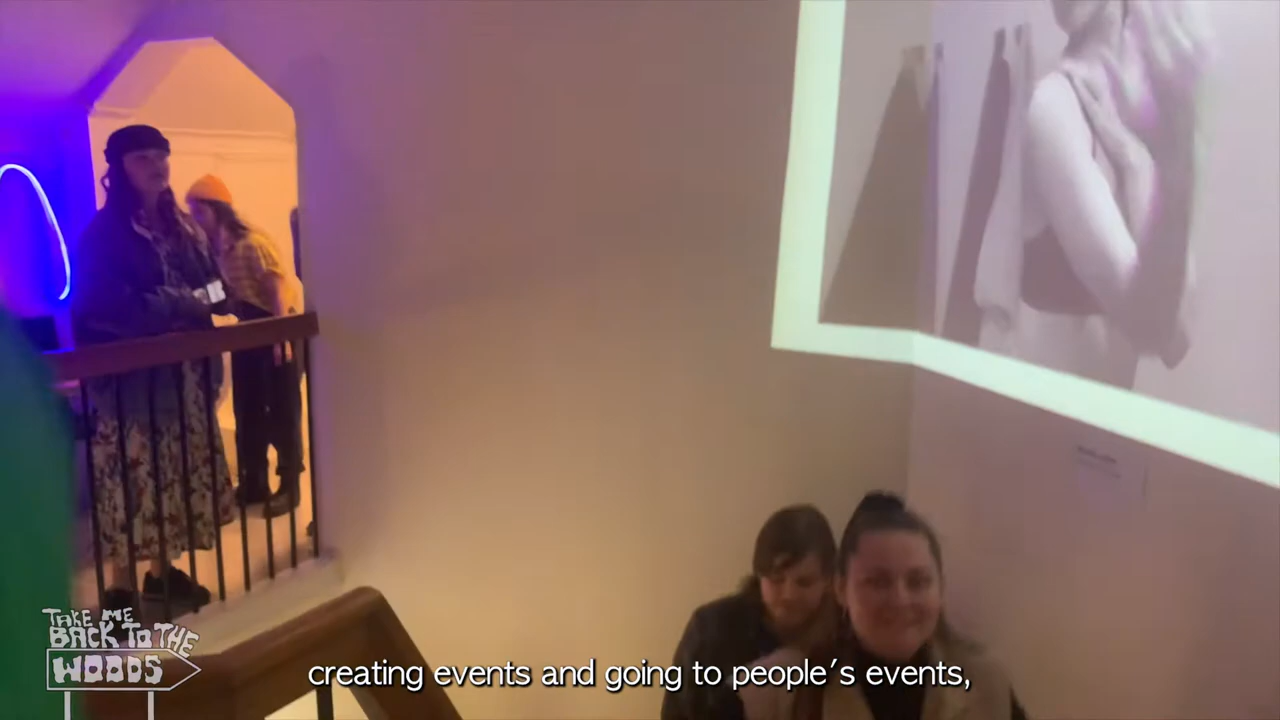 TAKE ME
BACK TO THE
WOODS
creating events and going to people's events,